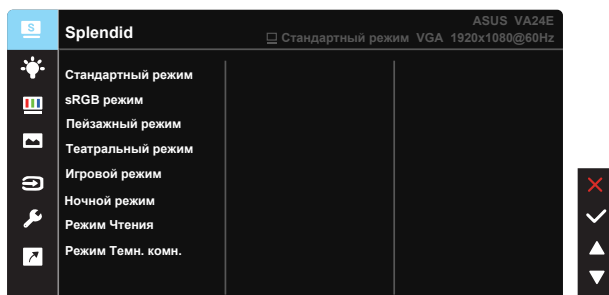 S
Splendid
ASUS VA24E
Стандартный режим VGA 1920x1080@60Hz
Стандартный режим
sRGB режим
Пейзажный режим
Театральный режим
Игровой режим
Ночной режим
Режим Чтения
Режим Темн. комн.